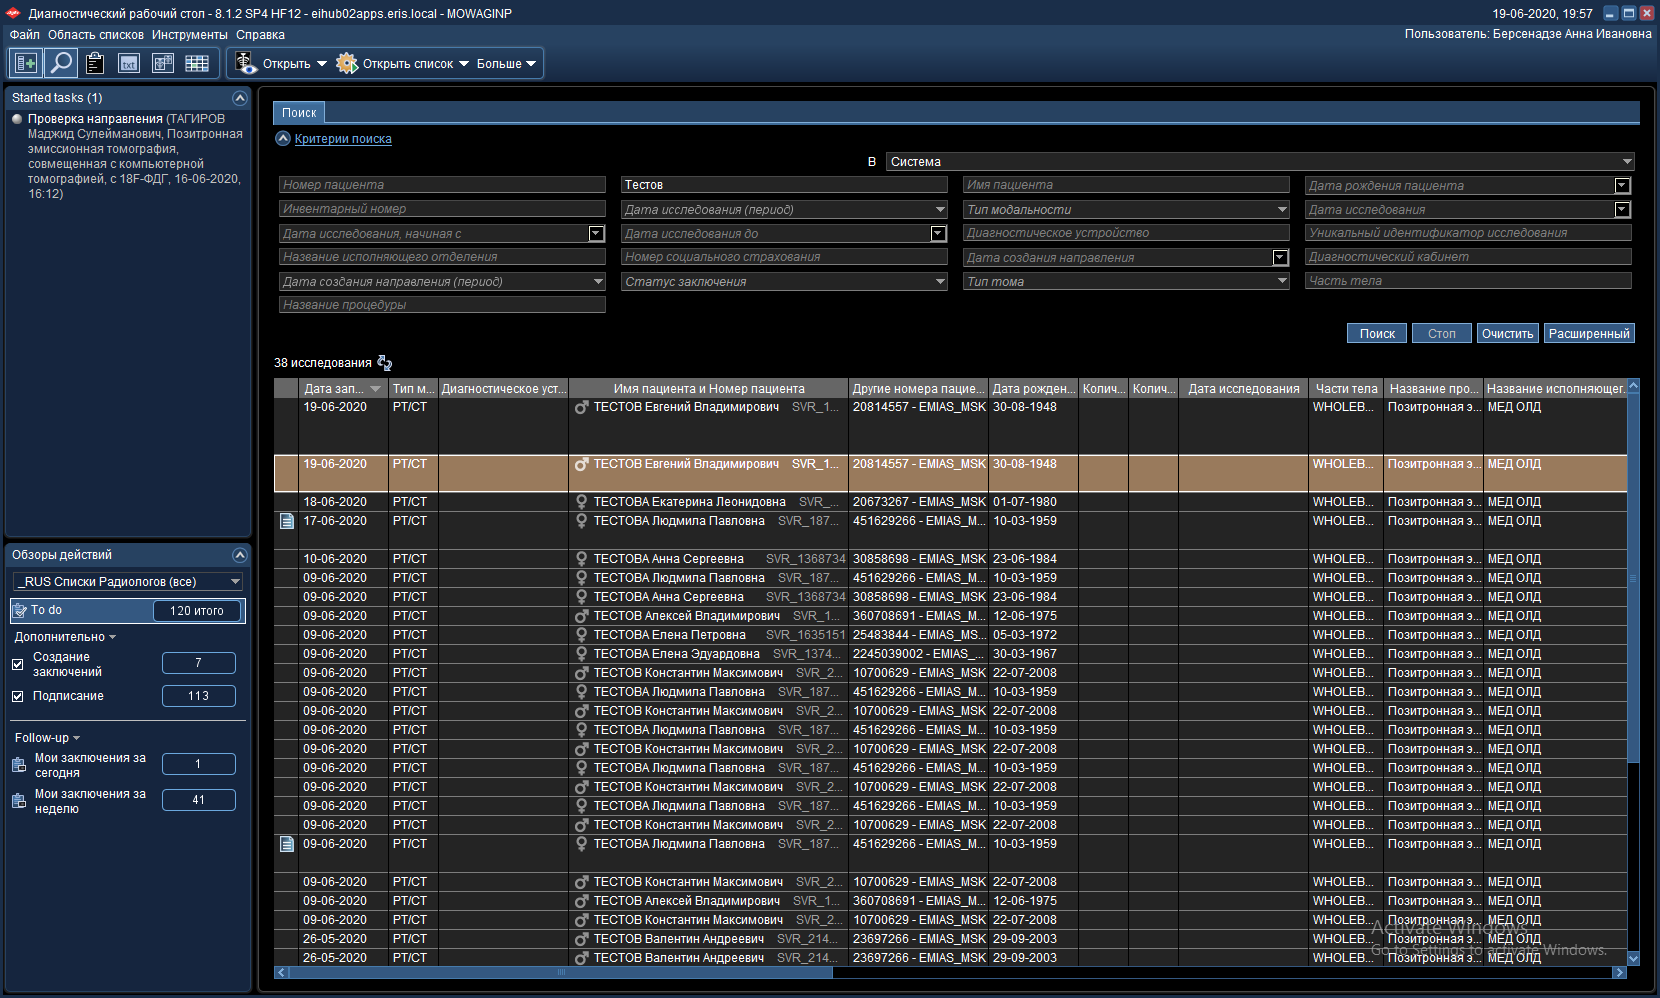 Диагностический рабочий стол - 8.1.2 SP4 HF12 - eihub02apps.eris.local - MOWAGINP
19-06-2020, 19:57
Файл Область списков Инструменты Справка
Пользователь: Берсенадзе Анна Ивановна
txt Открыть Открыть список Больше
Started tasks (1)
Проверка направления (ТАГИРОВ
Маджид Сулейманович, Позитронная
эмиссионная томография,
совмещенная с компьютерной
томографией, с 18F-ФДГ, 16-06-2020,
16:12)
Обзоры действий
_RUS Списки Радиологов (все)
To do 120 итого
Дополнительно
Создание
заключений 7
Подписание 113
Follow-up
Мои заключения за
сегодня 1
Мои заключения за
неделю 41
Поиск
Критерии поиска
В Система
Номер пациента Тестов Имя пациента Дата рождения пациента
Инвентарный номер Дата исследования (период) Тип модальности Дата исследования
Дата исследования, начиная с Дата исследования до Диагностическое устройство Уникальный идентификатор исследования
Название исполняющего отделения Номер социального страхования Дата создания направления Диагностический кабинет
Дата создания направления (период) Статус заключения Тип тома Часть тела
Название процедуры
Поиск Стоп Очистить Расширенный
38 исследования
Дата зап... Тип м... Диагностическое уст... Имя пациента и Номер пациента Другие номера пацие... Дата рожден... Колич... Колич... Дата исследования Части тела Название про... Название исполняющег...
19-06-2020 PT/CT ТЕСТОВ Евгений Владимирович SVR_1... 20814557 - EMIAS_MSK 30-08-1948 WHOLEB... Позитронная э... МЕД ОЛД
19-06-2020 PT/CT ТЕСТОВ Евгений Владимирович SVR_1... 20814557 - EMIAS_MSK 30-08-1948 WHOLEB... Позитронная э... МЕД ОЛД
18-06-2020 PT/CT ТЕСТОВА Екатерина Леонидовна SVR_... 20673267 - EMIAS_MSK 01-07-1980 WHOLEB... Позитронная э... МЕД ОЛД
17-06-2020 PT/CT ТЕСТОВА Людмила Павловна SVR_187... 451629266 - EMIAS_M... 10-03-1959 WHOLEB... Позитронная э... МЕД ОЛД
10-06-2020 PT/CT ТЕСТОВА Анна Сергеевна SVR_1368734 30858698 - EMIAS_MSK 23-06-1984 WHOLEB... Позитронная э... МЕД ОЛД
09-06-2020 PT/CT ТЕСТОВА Людмила Павловна SVR_187... 451629266 - EMIAS_M... 10-03-1959 WHOLEB... Позитронная э... МЕД ОЛД
09-06-2020 PT/CT ТЕСТОВА Анна Сергеевна SVR_1368734 30858698 - EMIAS_MSK 23-06-1984 WHOLEB... Позитронная э... МЕД ОЛД
09-06-2020 PT/CT ТЕСТОВ Алексей Владимирович SVR_1... 360708691 - EMIAS_M... 12-06-1975 WHOLEB... Позитронная э... МЕД ОЛД
09-06-2020 PT/CT ТЕСТОВА Елена Петровна SVR_1635151 25483844 - EMIAS_MS... 05-03-1972 WHOLEB... Позитронная э... МЕД ОЛД
09-06-2020 PT/CT ТЕСТОВА Елена Эдуардовна SVR_1374... 2245039002 - EMIAS_... 30-03-1967 WHOLEB... Позитронная э... МЕД ОЛД
09-06-2020 PT/CT ТЕСТОВ Константин Максимович SVR_2... 10700629 - EMIAS_MSK 22-07-2008 WHOLEB... Позитронная э... МЕД ОЛД
09-06-2020 PT/CT ТЕСТОВА Людмила Павловна SVR_187... 451629266 - EMIAS_M... 10-03-1959 WHOLEB... Позитронная э... МЕД ОЛД
09-06-2020 PT/CT ТЕСТОВ Константин Максимович SVR_2... 10700629 - EMIAS_MSK 22-07-2008 WHOLEB... Позитронная э... МЕД ОЛД
09-06-2020 PT/CT ТЕСТОВА Людмила Павловна SVR_187... 451629266 - EMIAS_M... 10-03-1959 WHOLEB... Позитронная э... МЕД ОЛД
09-06-2020 PT/CT ТЕСТОВ Константин Максимович SVR_2... 10700629 - EMIAS_MSK 22-07-2008 WHOLEB... Позитронная э... МЕД ОЛД
09-06-2020 PT/CT ТЕСТОВА Людмила Павловна SVR_187... 451629266 - EMIAS_M... 10-03-1959 WHOLEB... Позитронная э... МЕД ОЛД
09-06-2020 PT/CT ТЕСТОВ Константин Максимович SVR_2... 10700629 - EMIAS_MSK 22-07-2008 WHOLEB... Позитронная э... МЕД ОЛД
09-06-2020 PT/CT ТЕСТОВА Людмила Павловна SVR_187... 451629266 - EMIAS_M... 10-03-1959 WHOLEB... Позитронная э... МЕД ОЛД
09-06-2020 PT/CT ТЕСТОВ Константин Максимович SVR_2... 10700629 - EMIAS_MSK 22-07-2008 WHOLEB... Позитронная э... МЕД ОЛД
09-06-2020 PT/CT ТЕСТОВА Людмила Павловна SVR_187... 451629266 - EMIAS_M... 10-03-1959 WHOLEB... Позитронная э... МЕД ОЛД
09-06-2020 PT/CT ТЕСТОВ Константин Максимович SVR_2... 10700629 - EMIAS_MSK 22-07-2008 WHOLEB... Позитронная э... МЕД ОЛД
09-06-2020 PT/CT ТЕСТОВ Алексей Владимирович SVR_1... 360708691 - EMIAS_M... 12-06-1975 WHOLEB... Позитронная э... МЕД ОЛД
09-06-2020 PT/CT ТЕСТОВ Константин Максимович SVR_2... 10700629 - EMIAS_MSK 22-07-2008 WHOLEB... Позитронная э... МЕД ОЛД
26-05-2020 PT/CT ТЕСТОВ Валентин Андреевич SVR_214... 23697266 - EMIAS_MSK 29-09-2003 WHOLEB... Позитронная э... МЕД ОЛД
26-05-2020 PT/CT ТЕСТОВ Валентин Андреевич SVR_214... 23697266 - EMIAS_MSK 29-09-2003 WHOLEB... Позитронная э... МЕД ОЛД
Activate Windows
Go to Settings to activate Windows.